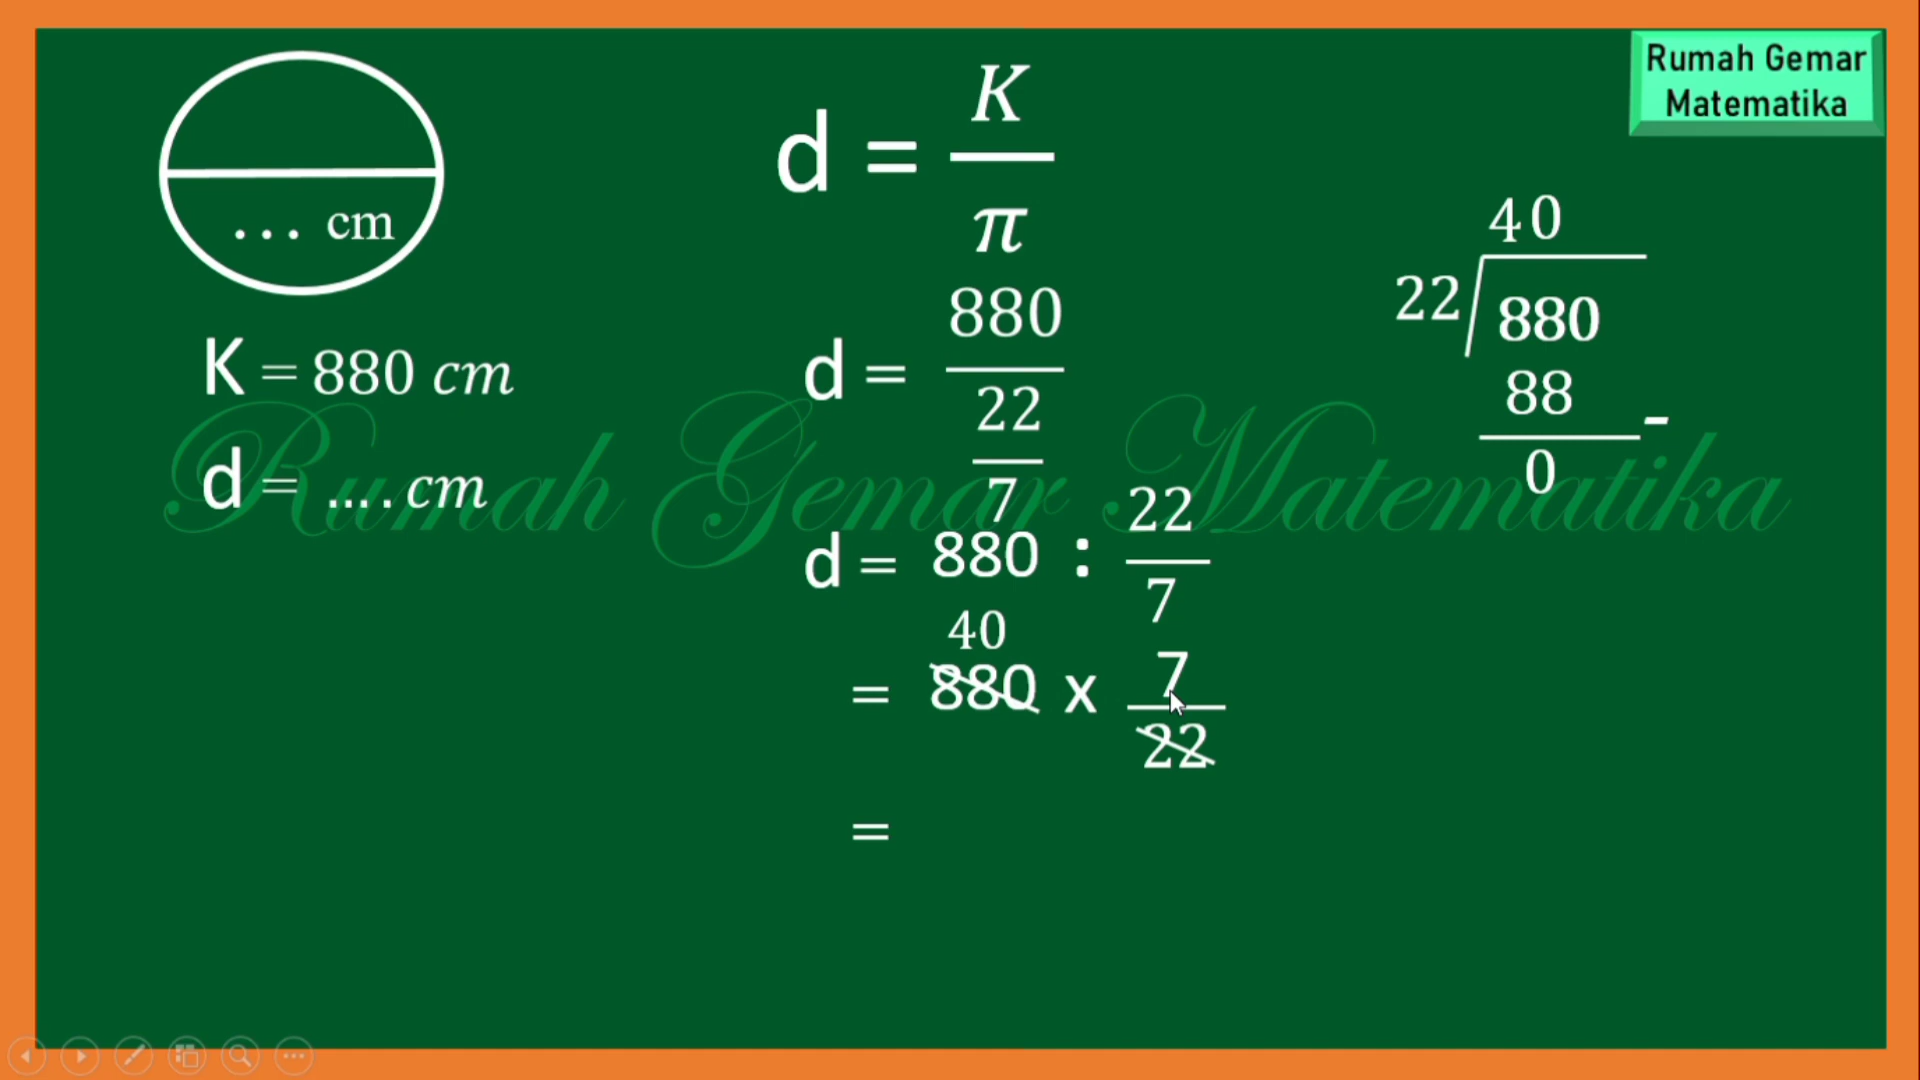 Rumah Gemar
Matematika
... cm
K = 880 cm
d = .... cm
d = K
π
d = 880
22
7
d = 880 : 22
7
40
= 880 x 7
22
=
40
22 880
88 -
0
Rumah Gemar Matematika